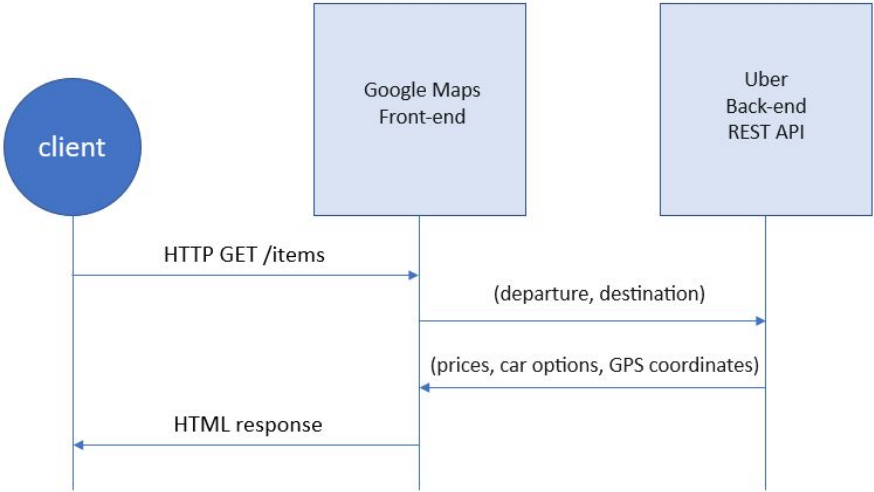 client
Google Maps
Front-end
Uber
Back-end
REST API
HTTP GET /items
(departure, destination)
(prices, car options, GPS coordinates)
HTML response